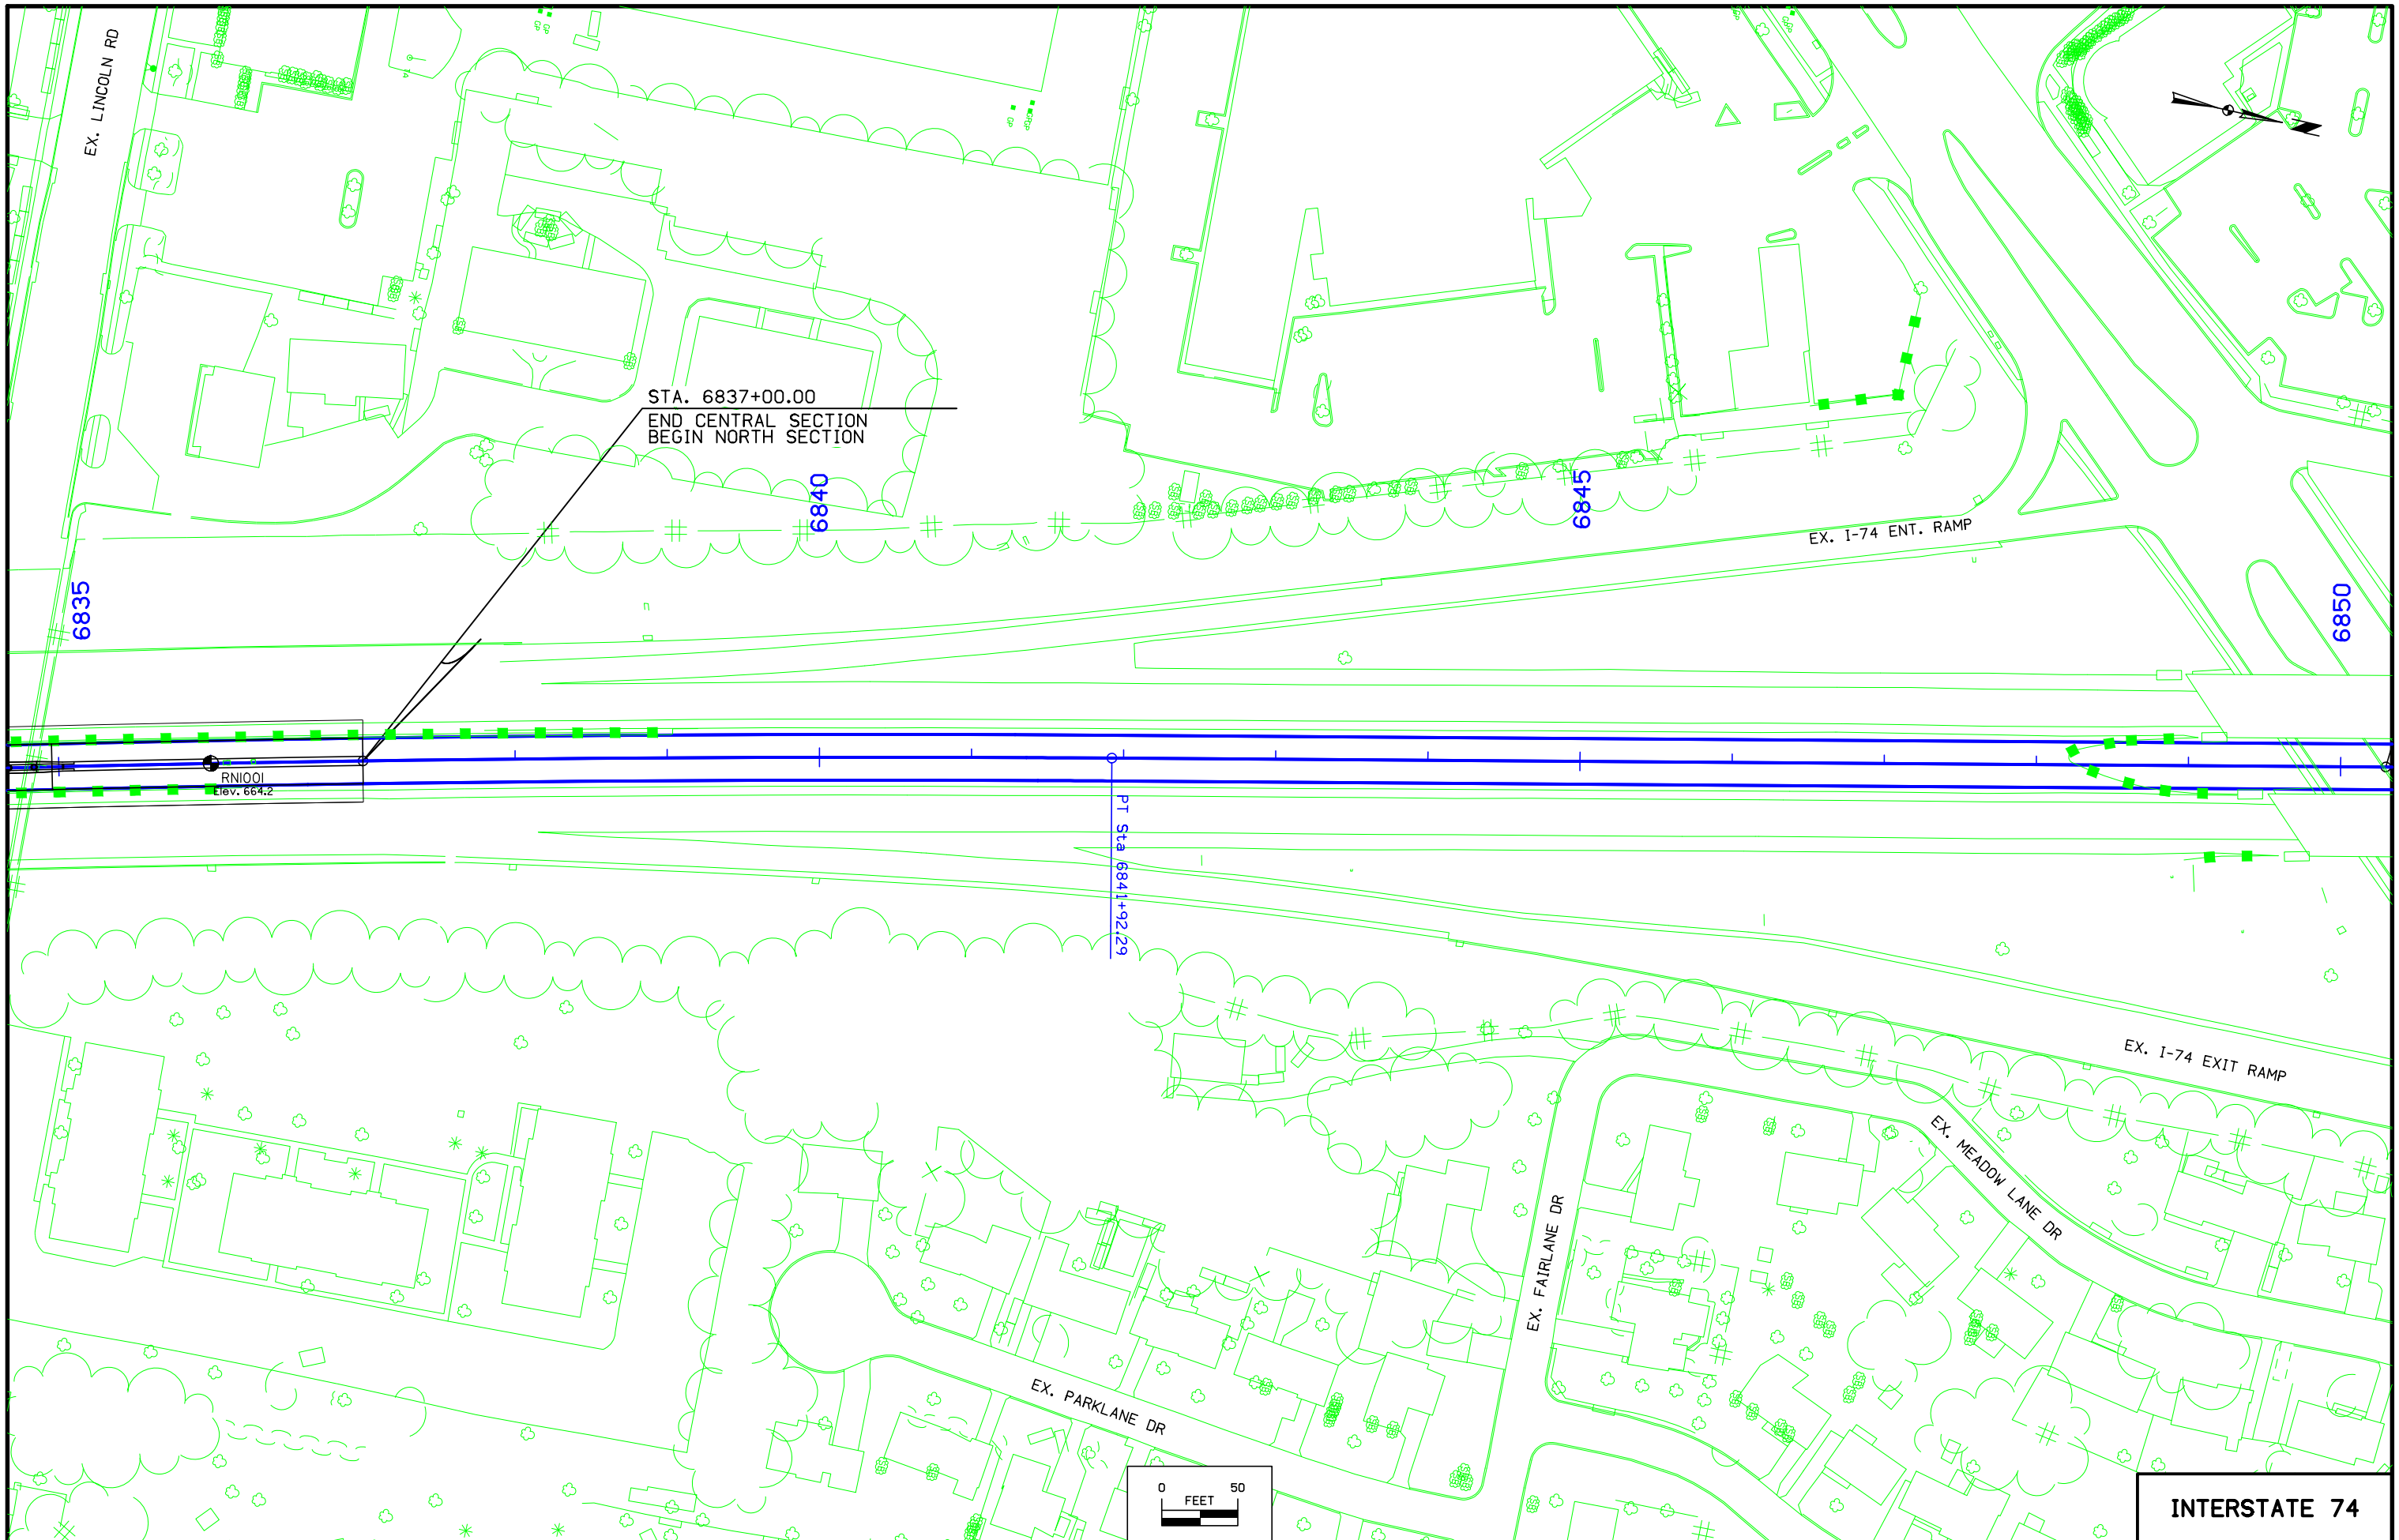 EX. LINCOLN RD
STA. 6837+00.00
END CENTRAL SECTION
BEGIN NORTH SECTION
6840
6845
EX. I-74 ENT. RAMP
6835
6850
RN1001
Elev. 664.2
PT Sta 6841+92.29
EX. I-74 EXIT RAMP
EX. MEADOW LANE DR
EX. FAIRLANE DR
EX. PARKLANE DR
0 50
FEET
INTERSTATE 74